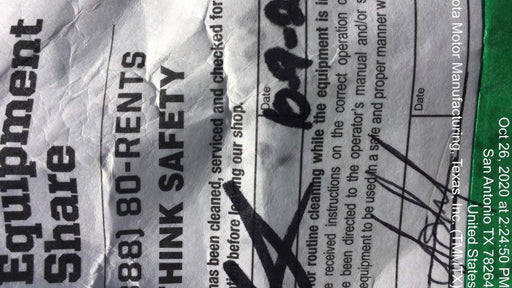 Equipment
Share
888) 80-RENTS
THINK SAFETY
has been cleaned, serviced and checked for
before leaving our shop.
Date
or routine cleaning while the equipment is i
e received instructions on the correct operation o
e been directed to the operator's manual and/or s
equipment to be used in a safe and proper manner w
Date
Oct 26, 2020 at 2:24:50 PM
ota Motor Manufacturing, Texas, Inc. (TMMTX)
San Antonio TX 78264
United States